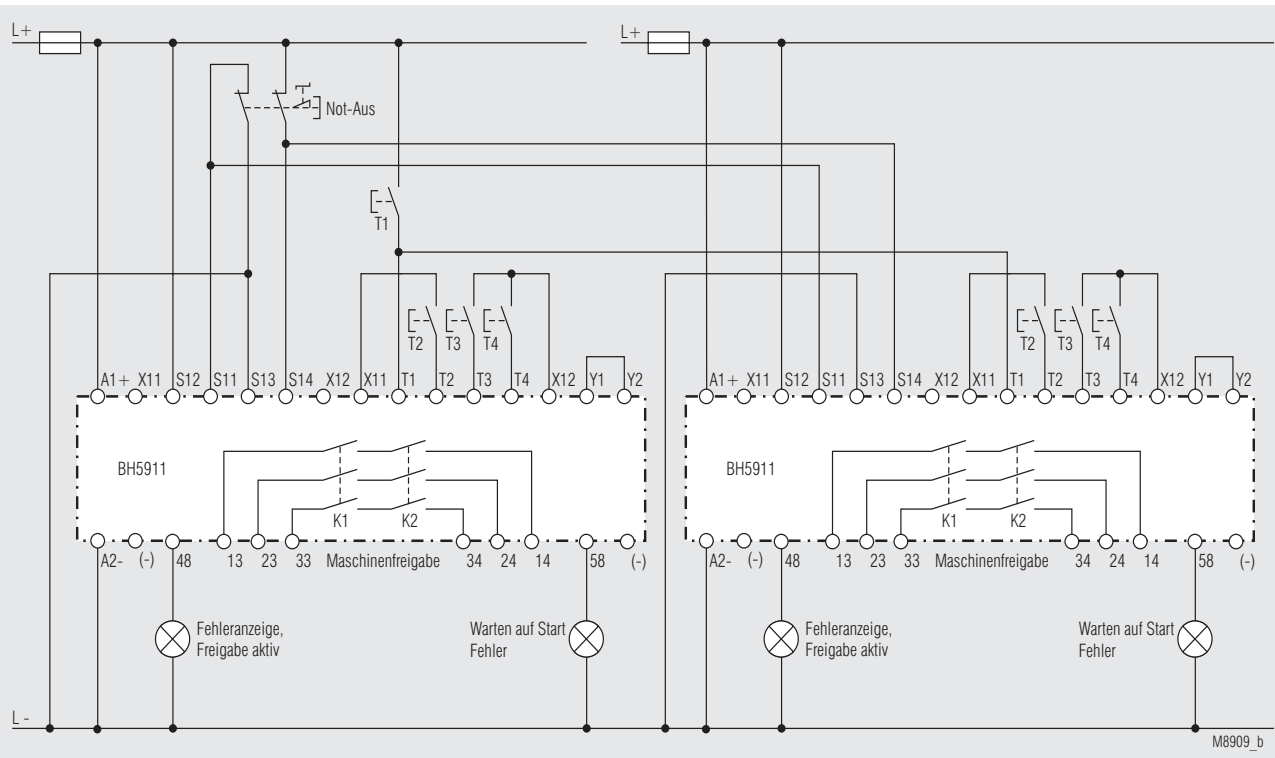 L+ L+
Not-Aus
T1
T2 T3 T4 T2 T3 T4
A1+ X11 S12 S11 S13 S14 X12 X11 T1 T2 T3 T4 X12 Y1 Y2 A1+ X11 S12 S11 S13 S14 X12 X11 T1 T2 T3 T4 X12 Y1 Y2
BH5911 BH5911
K1 K2 K1 K2
A2- (-) 48 13 23 33 Maschinenfreigabe 34 24 14 58 (-) A2- (-) 48 13 23 33 Maschinenfreigabe 34 24 14 58 (-)
Fehleranzeige,
Freigabe aktiv
Warten auf Start
Fehler
Fehleranzeige,
Freigabe aktiv
Warten auf Start
Fehler
L -
M8909_b